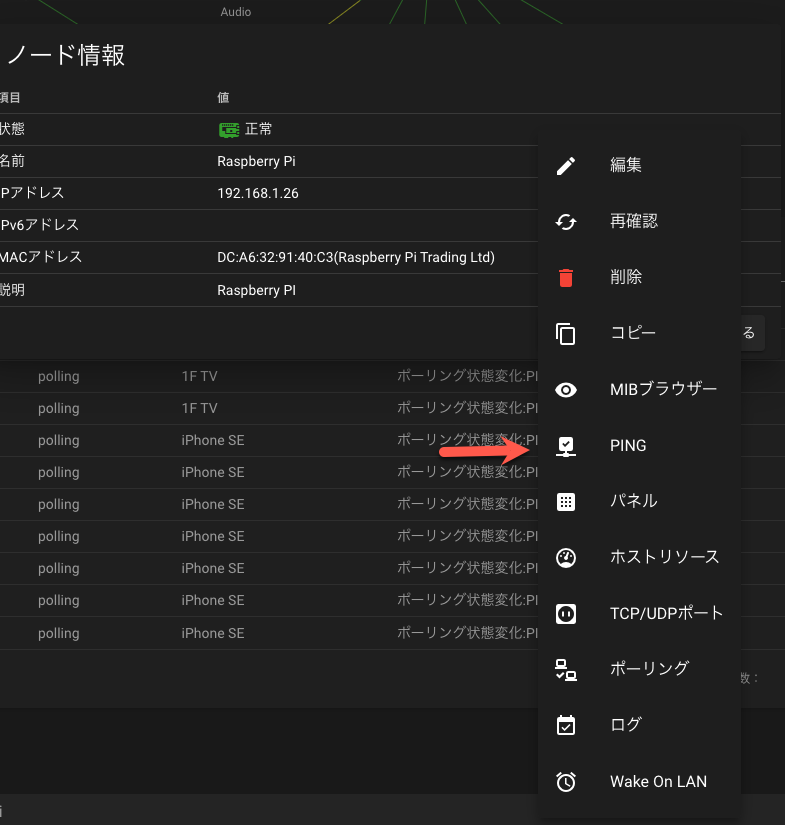 Audio
ノード情報
項目
値
状態
正常
名前
Raspberry Pi
Pアドレス
192.168.1.26
Pv6アドレス
MACアドレス
DC:A6:32:91:40:C3(Raspberry Pi Trading Ltd)
説明
Raspberry PI
る
編集
再確認
削除
コピー
MIBブラウザー
PING
パネル
ホストリソース
TCP/UDPポート
ポーリング
ログ
Wake On LAN
polling 1F TV ポーリング状態変化:PI
polling 1F TV ポーリング状態変化:PI
polling iPhone SE ポーリング状態変化:PI
polling iPhone SE ポーリング状態変化:PI
polling iPhone SE ポーリング状態変化:PI
polling iPhone SE ポーリング状態変化:PI
polling iPhone SE ポーリング状態変化:PI
polling iPhone SE ポーリング状態変化:PI
polling iPhone SE ポーリング状態変化:PI
数：
i